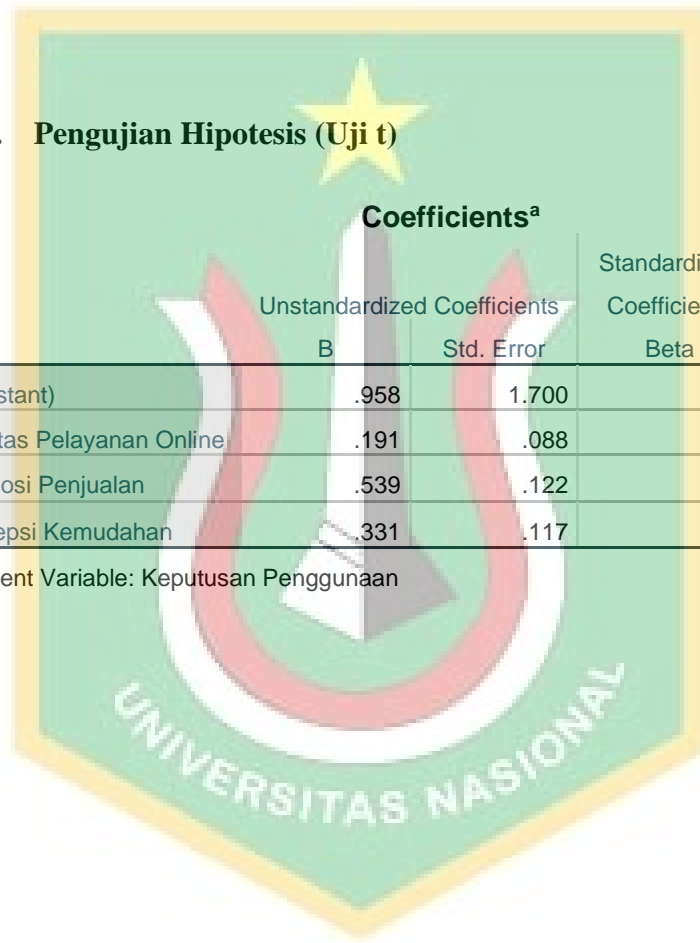 . Pengujian Hipotesis (Uji t)
Coefficientsª
Standardi
Unstandardized Coefficients Coefficie
B Std. Error Beta
stant) .958 1.700
tas Pelayanan Online .191 .088
osi Penjualan .539 .122
epsi Kemudahan .331 .117
ent Variable: Keputusan Penggunaan
UNIVERSITAS NASIONAL